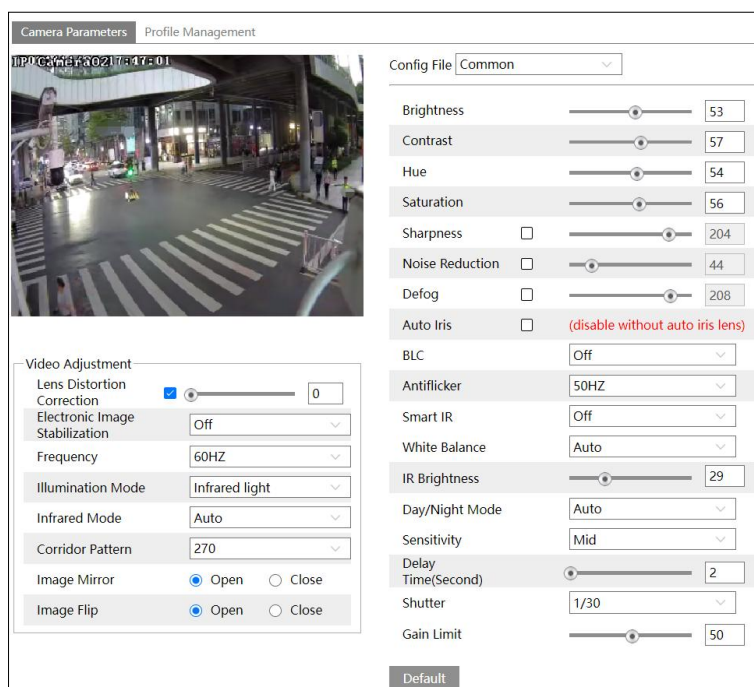 Camera Parameters Profile Management
17:47:01
Config File Common
Brightness 53
Contrast 57
Hue 54
Saturation 56
Sharpness 204
Noise Reduction 44
Defog 208
Auto Iris (disable without auto iris lens)
BLC Off
Antiflicker 50HZ
Smart IR Off
White Balance Auto
IR Brightness 29
Day/Night Mode Auto
Sensitivity Mid
Delay
Time(Second) 2
Shutter 1/30
Gain Limit 50
Default
Video Adjustment
Lens Distortion
Correction 0
Electronic Image
Stabilization Off
Frequency 60HZ
Illumination Mode Infrared light
Infrared Mode Auto
Corridor Pattern 270
Image Mirror Open Close
Image Flip Open Close